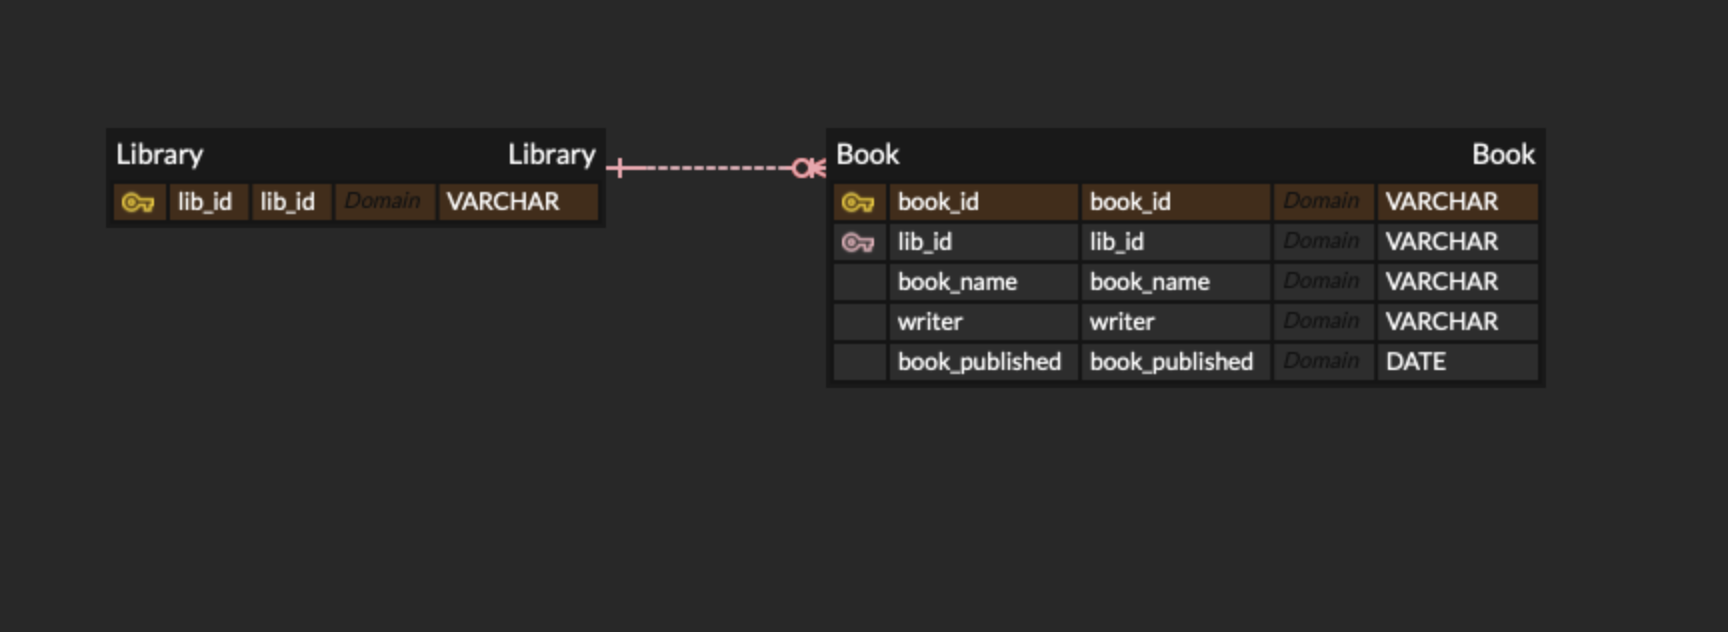 Library Library
lib_id lib_id Domain VARCHAR
Book Book
book_id book_id Domain VARCHAR
lib_id lib_id Domain VARCHAR
book_name book_name Domain VARCHAR
writer writer Domain VARCHAR
book_published book_published Domain DATE